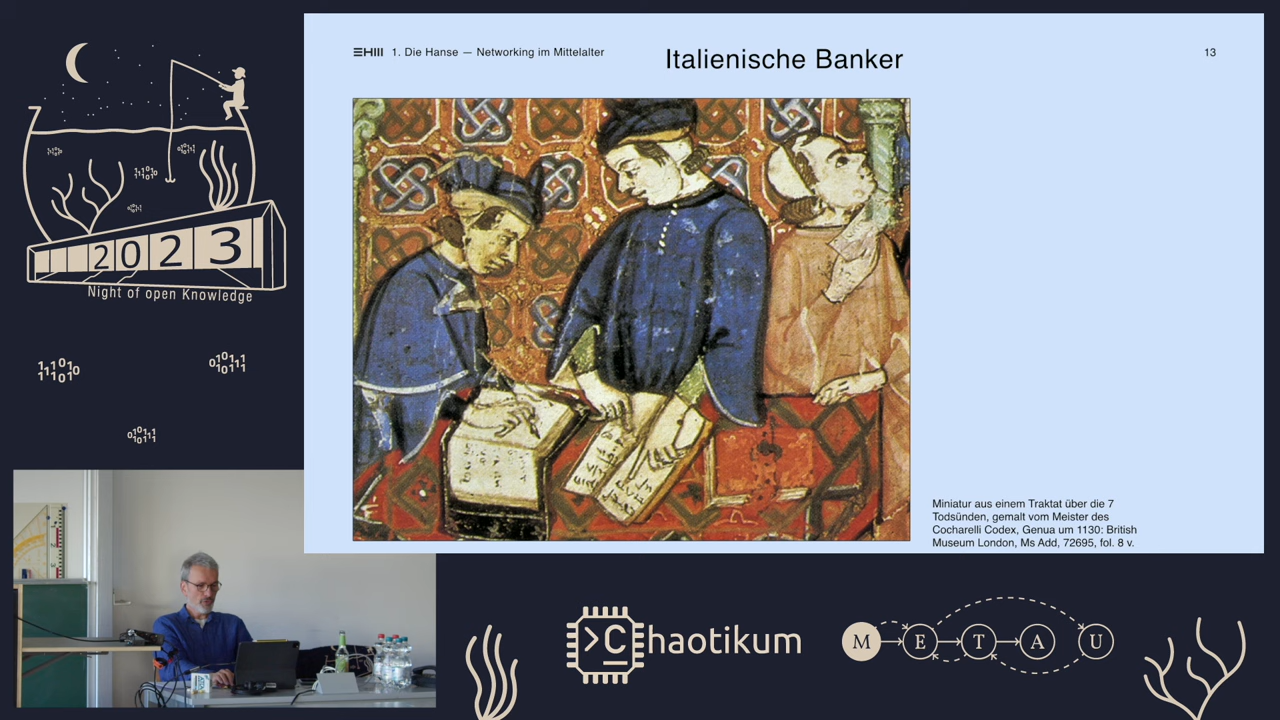 EHIII 1. Die Hanse — Networking im Mittelalter
Italienische Banker
13
2023
Night of open Knowledge
Miniatur aus einem Traktat über die 7
Todsünden, gemalt vom Meister des
Cocharelli Codex, Genua um 1130: British
Museum London, Ms Add, 72695, fol. 8 v.
>Chaotikum
M E T A U